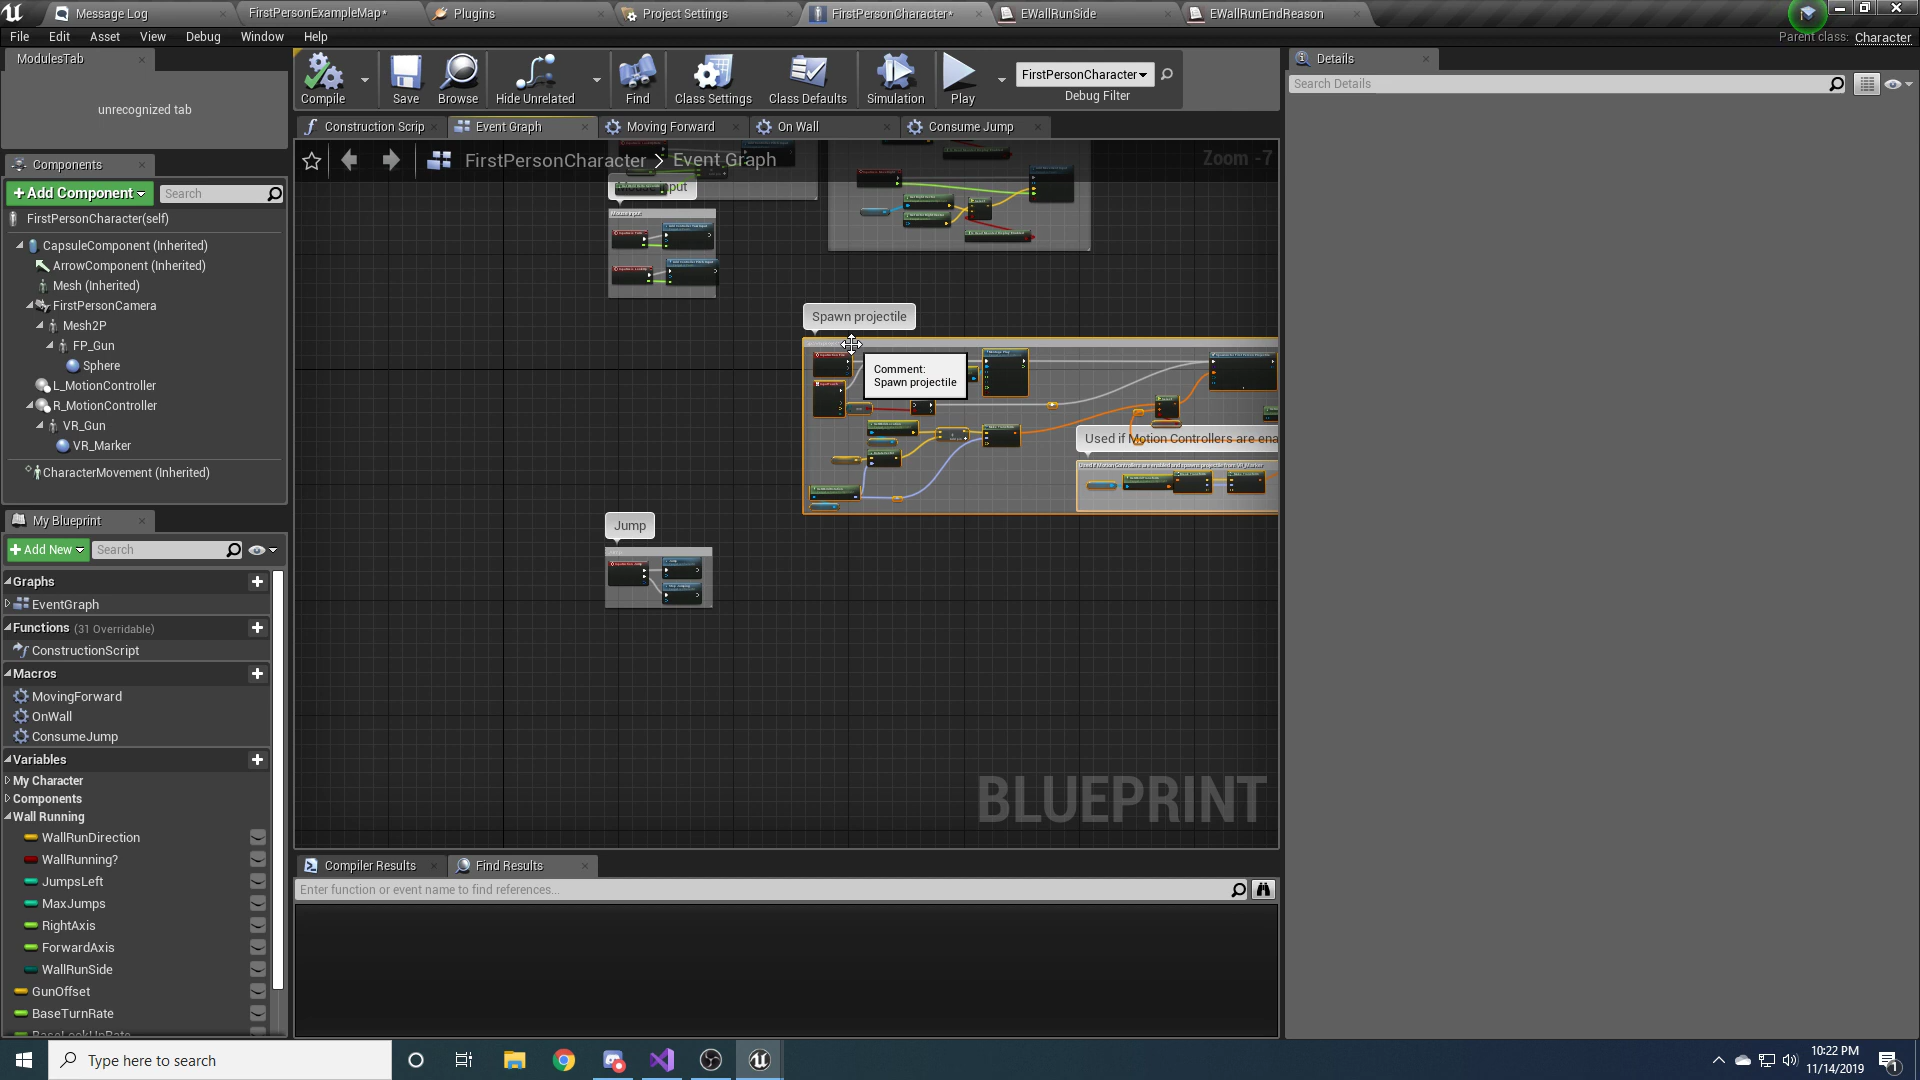 Message Log
FirstPersonExampleMap*
Plugins
Project Settings
FirstPersonCharacter*
EWallRunSide
EWallRunEndReason
File
Edit
Asset
View
Debug
Window
Help
Parent class: Character
ModulesTab
unrecognized tab
Compile
Save
Browse
Hide Unrelated
Find
Class Settings
Class Defaults
Simulation
Play
FirstPersonCharacter
Debug Filter
Details
Search Details
Construction Scrip
Event Graph
Moving Forward
On Wall
Consume Jump
FirstPersonCharacter > Event Graph
Zoom -7
Components
+ Add Component
Search
FirstPersonCharacter(self)
CapsuleComponent (Inherited)
ArrowComponent (Inherited)
Mesh (Inherited)
FirstPersonCamera
Mesh2P
FP_Gun
Sphere
L_MotionController
R_MotionController
VR_Gun
VR_Marker
CharacterMovement (Inherited)
Mouse input
Spawn projectile
Comment:
Spawn projectile
Used if Motion Controllers are ena
Jump
BLUEPRINT
My Blueprint
+ Add New
Search
Graphs
EventGraph
Functions (31 Overridable)
ConstructionScript
Macros
MovingForward
OnWall
ConsumeJump
Variables
My Character
Components
Wall Running
WallRunDirection
WallRunning?
JumpsLeft
MaxJumps
RightAxis
ForwardAxis
WallRunSide
GunOffset
BaseTurnRate
BaseLookUpRate
Compiler Results
Find Results
Enter function or event name to find references...
Type here to search
10:22 PM
11/14/2019
1